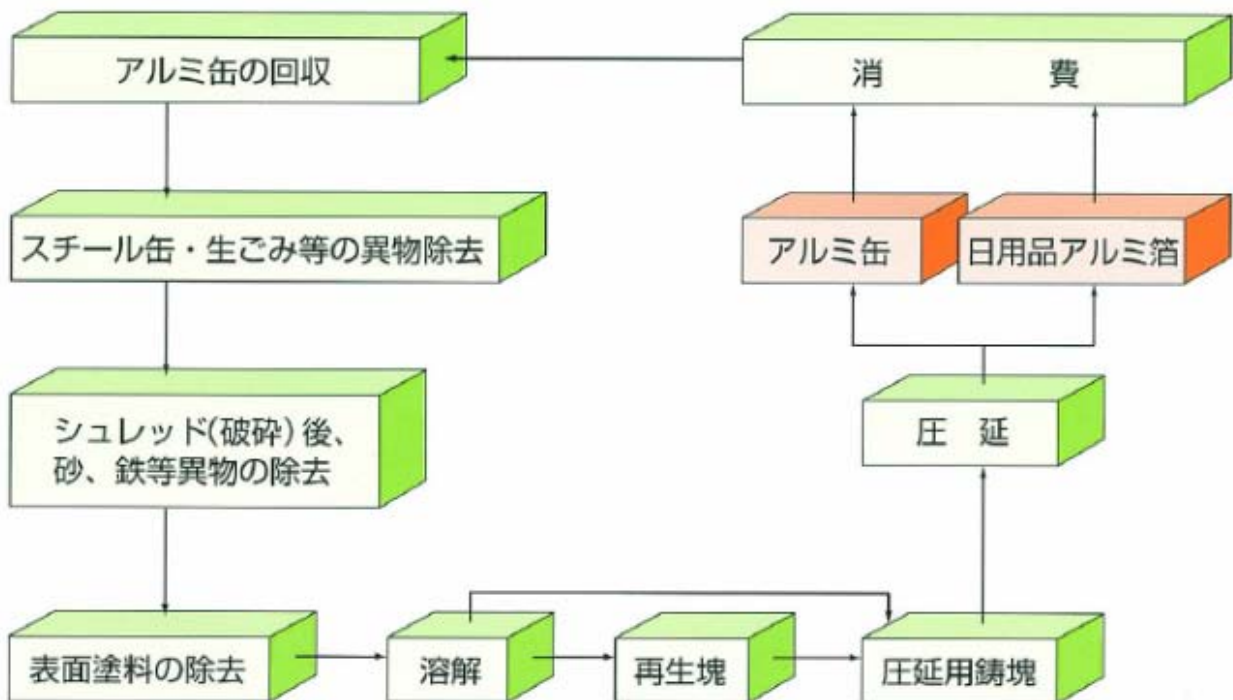 アルミ缶の回収
消費
スチール缶・生ごみ等の異物除去
アルミ缶
日用品アルミ箔
シュレッド(破砕)後、
砂、鉄等異物の除去
圧延
表面塗料の除去
溶解
再生塊
圧延用鋳塊